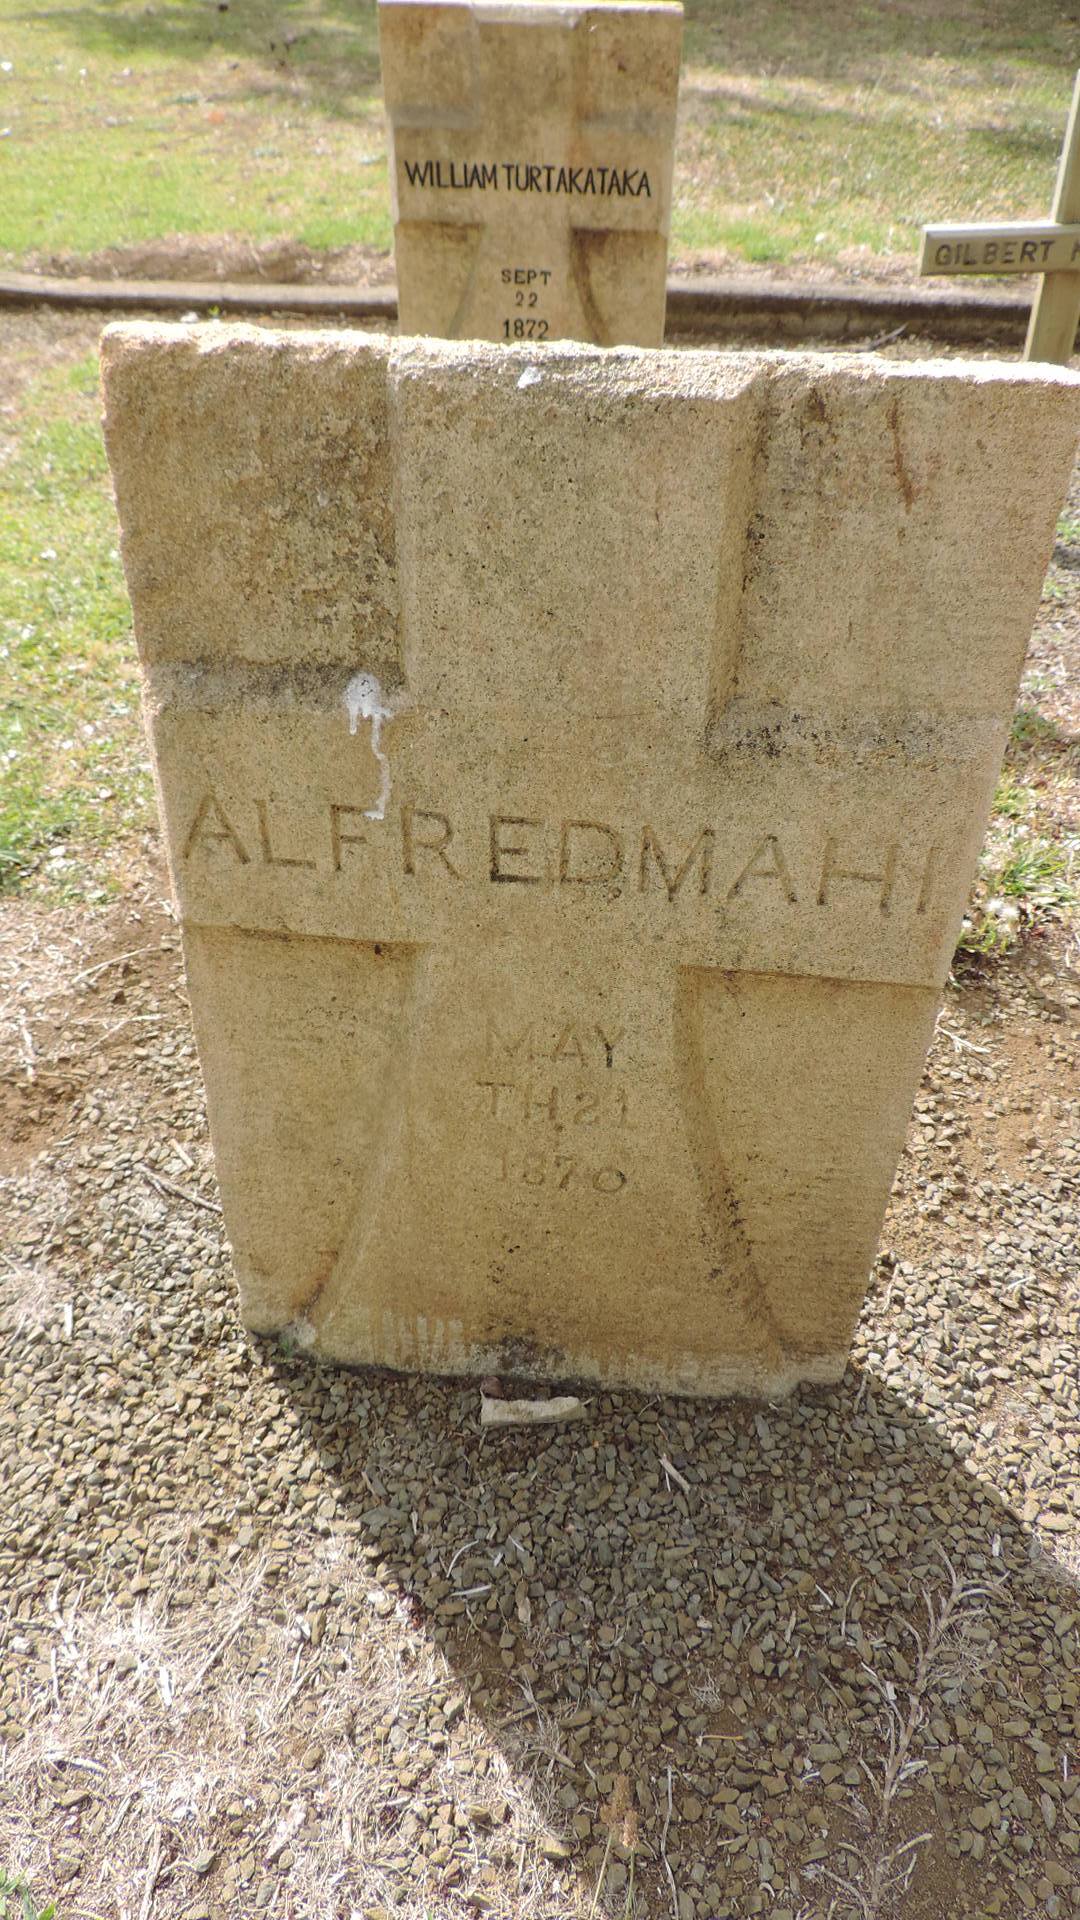 WILLIAM TURTAKATAKA
SEPT
22
1872
GILBERT
ALFREDMAHI
MAY
TH21
1870